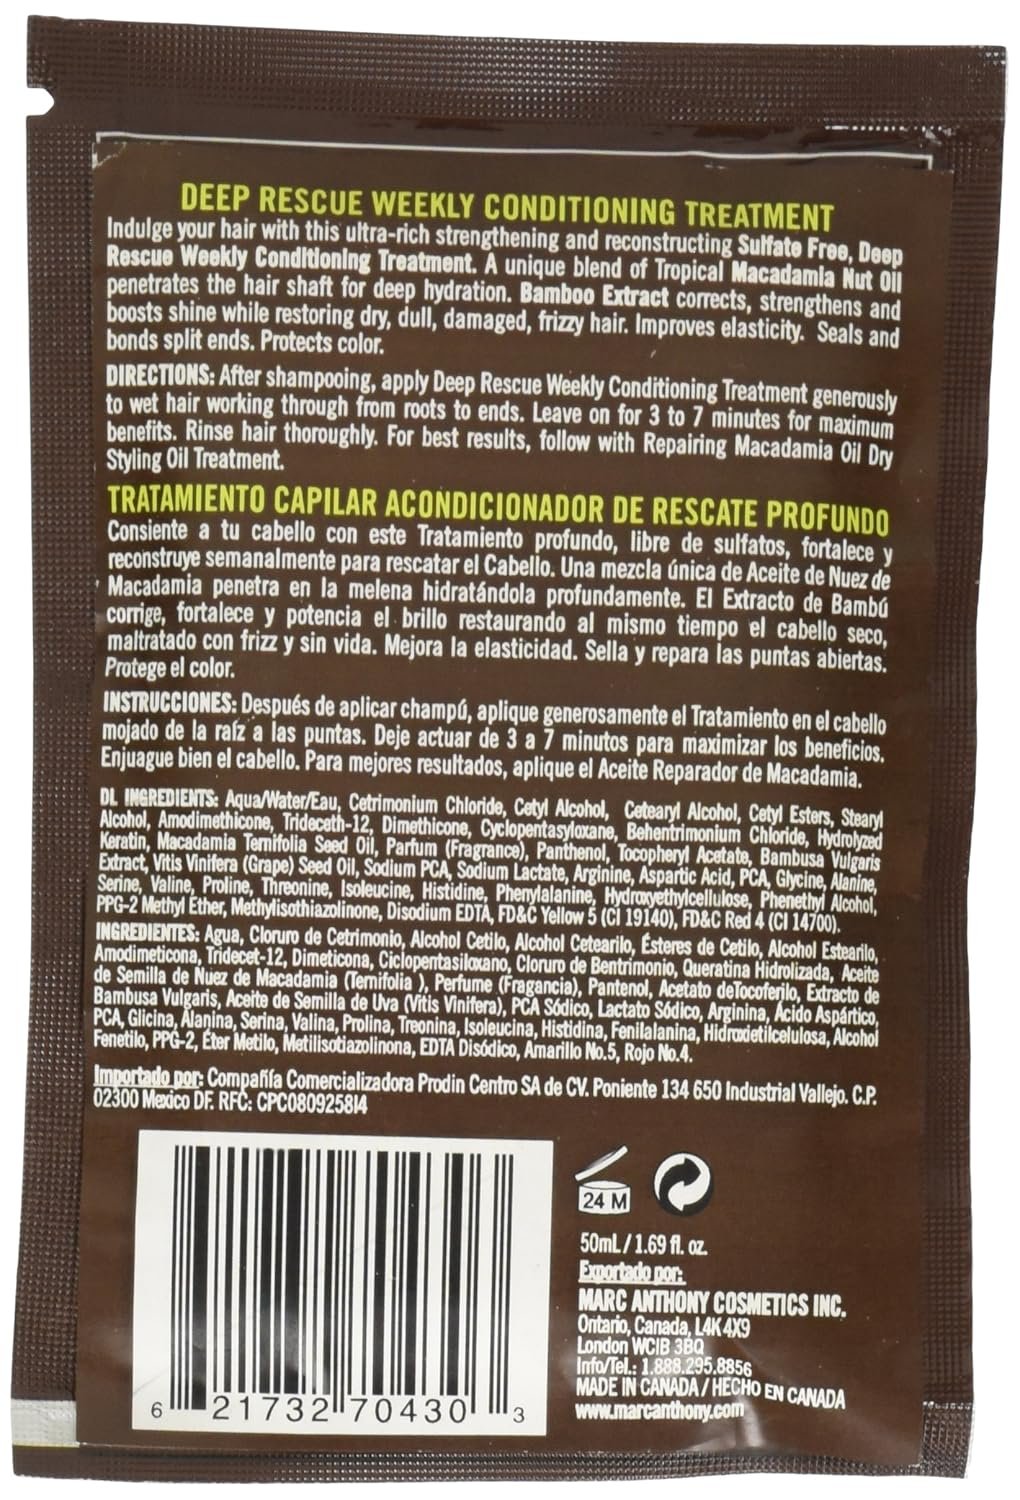 DEEP RESCUE WEEKLY CONDITIONING TREATMENT
Indulge your hair with this ultra-rich strengthening and reconstructing Sulfate Free, Deep
Rescue Weekly Conditioning Treatment. A unique blend of Tropical Macadamia Nut Oil
penetrates the hair shaft for deep hydration. Bamboo Extract corrects, strengthens and
boosts shine while restoring dry, dull, damaged, frizzy hair. Improves elasticity. Seals and
bonds split ends. Protects color.
DIRECTIONS: After shampooing, apply Deep Rescue Weekly Conditioning Treatment generously
to wet hair working through from roots to ends. Leave on for 3 to 7 minutes for maximum
benefits. Rinse hair thoroughly. For best results, follow with Repairing Macadamia Oil Dry
Styling Oil Treatment.
TRATAMIENTO CAPILAR ACONDICIONADOR DE RESCATE PROFUNDO
Consiente a tu cabello con este Tratamiento profundo, libre de sulfatos, fortalece y
reconstruye semanalmente para rescatar el Cabello. Una mezcla única de Aceite de Nuez de
Macadamia penetra en la melena hidratándola profundamente. El Extracto de Bambú
corrige, fortalece y potencia el brillo restaurando al mismo tiempo el cabello seco,
maltratado con frizz y sin vida. Mejora la elasticidad. Sella y repara las puntas abiertas.
Protege el color.
INSTRUCCIONES: Después de aplicar champú, aplique generosamente el Tratamiento en el cabello
mojado de la raíz a las puntas. Deje actuar de 3 a 7 minutos para maximizar los beneficios.
Enjuague bien el cabello. Para mejores resultados, aplique el Aceite Reparador de Macadamia.
DL INGREDIENTS: Aqua/Water/Eau, Cetrimonium Chloride, Cetyl Alcohol, Cetearyl Alcohol, Cetyl Esters, Stearyl
Alcohol, Amodimethicone, Trideceth-12, Dimethicone, Cyclopentasyloxane, Behentrimonium Chloride, Hydrolyzed
Keratin, Macadamia Ternifolia Seed Oil, Parfum (Fragrance), Panthenol, Tocopheryl Acetate, Bambusa Vulgaris
Extract, Vitis Vinifera (Grape) Seed Oil, Sodium PCA, Sodium Lactate, Arginine, Aspartic Acid, PCA, Glycine, Alanine,
Serine, Valine, Proline, Threonine, Isoleucine, Histidine, Phenylalanine, Hydroxyethylcellulose, Phenethyl Alcohol,
PPG-2 Methyl Ether, Methylisothiazolinone, Disodium EDTA, FD&C Yellow 5 (CI 19140), FD&C Red 4 (CI 14700).
INGREDIENTES: Agua, Cloruro de Cetrimonio, Alcohol Cetilo, Alcohol Cetearilo, Ésteres de Cetilo, Alcohol Estearilo,
Amodimeticona, Tridecet-12, Dimeticona, Ciclopentasiloxano, Cloruro de Bentrimonio, Queratina Hidrolizada, Aceite
de Semilla de Nuez de Macadamia (Ternifolia ), Perfume (Fragancia), Pantenol, Acetato deTocoferilo, Extracto de
Bambusa Vulgaris, Aceite de Semilla de Uva (Vitis Vinifera), PCA Sódico, Lactato Sódico, Arginina, Ácido Aspártico,
PCA, Glicina, Alanina, Serina, Valina, Prolina, Treonina, Isoleucina, Histidina, Fenilalanina, Hidroxietilcelulosa, Alcohol
Fenetilo, PPG-2, Éter Metilo, Metilisotiazolinona, EDTA Disódico, Amarillo No.5, Rojo No.4.
Importado por: Compañía Comercializadora Prodin Centro SA de CV. Poniente 134 650 Industrial Vallejo. C.P.
02300 Mexico DF. RFC: CPC0809258I4
24 M
50mL / 1.69 fl. oz.
Exportado por:
MARC ANTHONY COSMETICS INC.
Ontario, Canada, L4K 4X9
London WCIB 3BQ
Info/Tel.: 1.888.295.8856
MADE IN CANADA / HECHO EN CANADA
www.marcanthony.com
6 21732 70430 3